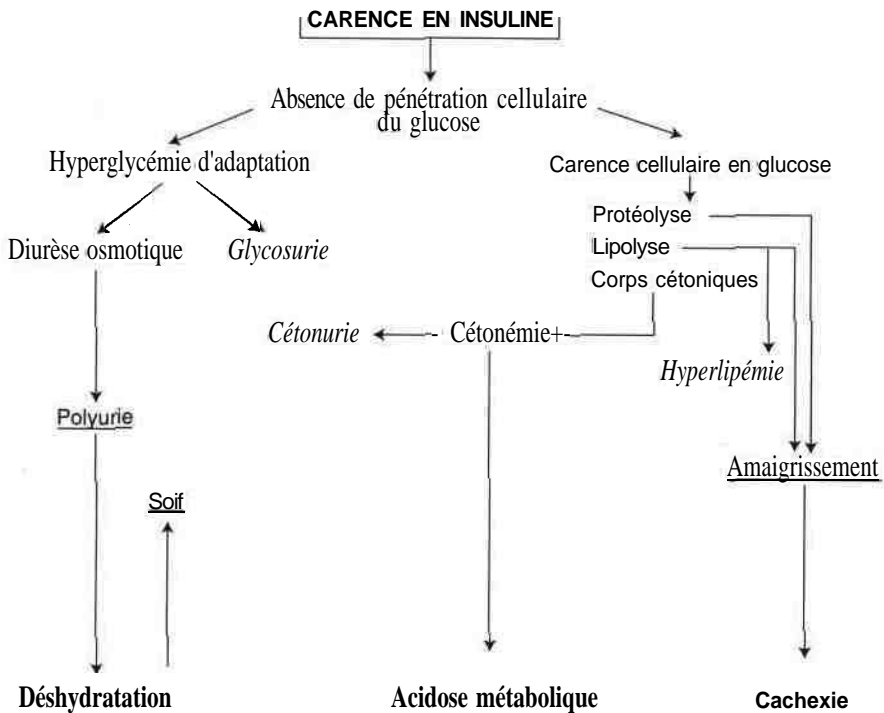 CARENCE EN INSULINE
Absence de pénétration cellulaire
du glucose
Hyperglycémie d'adaptation
Carence cellulaire en glucose
Protéolyse
Diurèse osmotique
Glycosurie
Lipolyse
Corps cétoniques
Cétonurie
- Cétonémie+-
Hyperlipémie
Polyurie
Amaigrissement
Soif
Déshydratation
Acidose métabolique
Cachexie